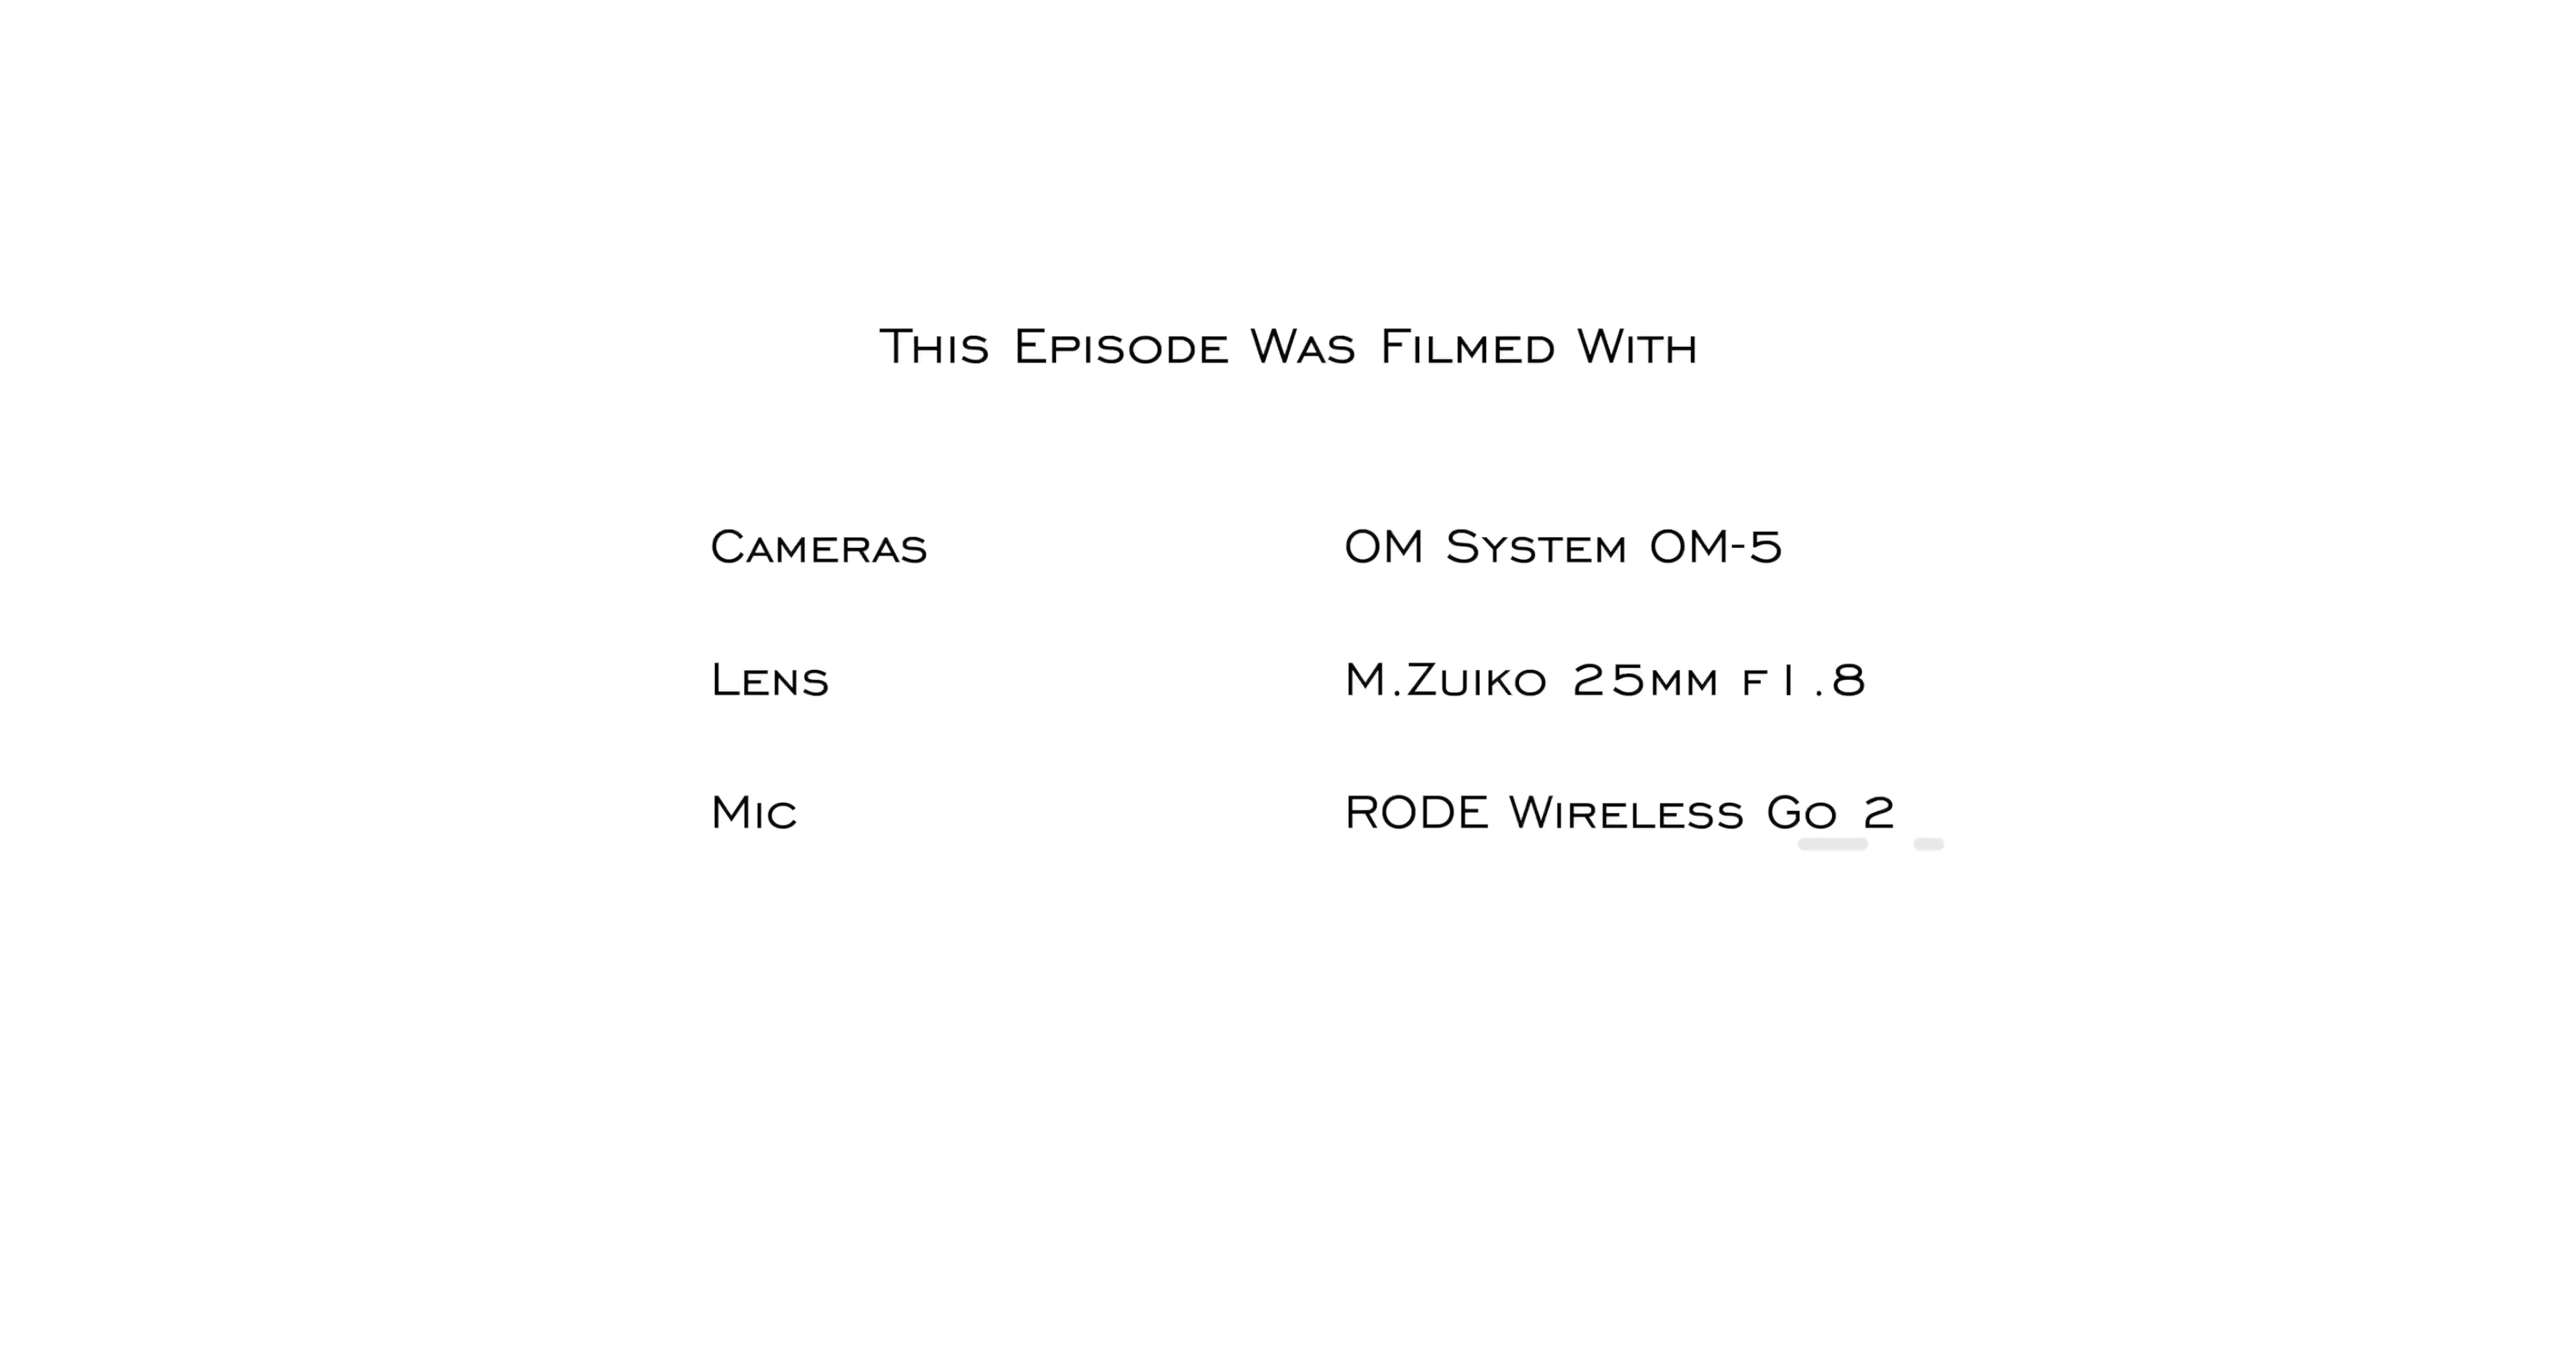 This Episode Was Filmed With
Cameras OM System OM-5
Lens M.Zuiko 25mm f1.8
Mic RODE Wireless Go 2